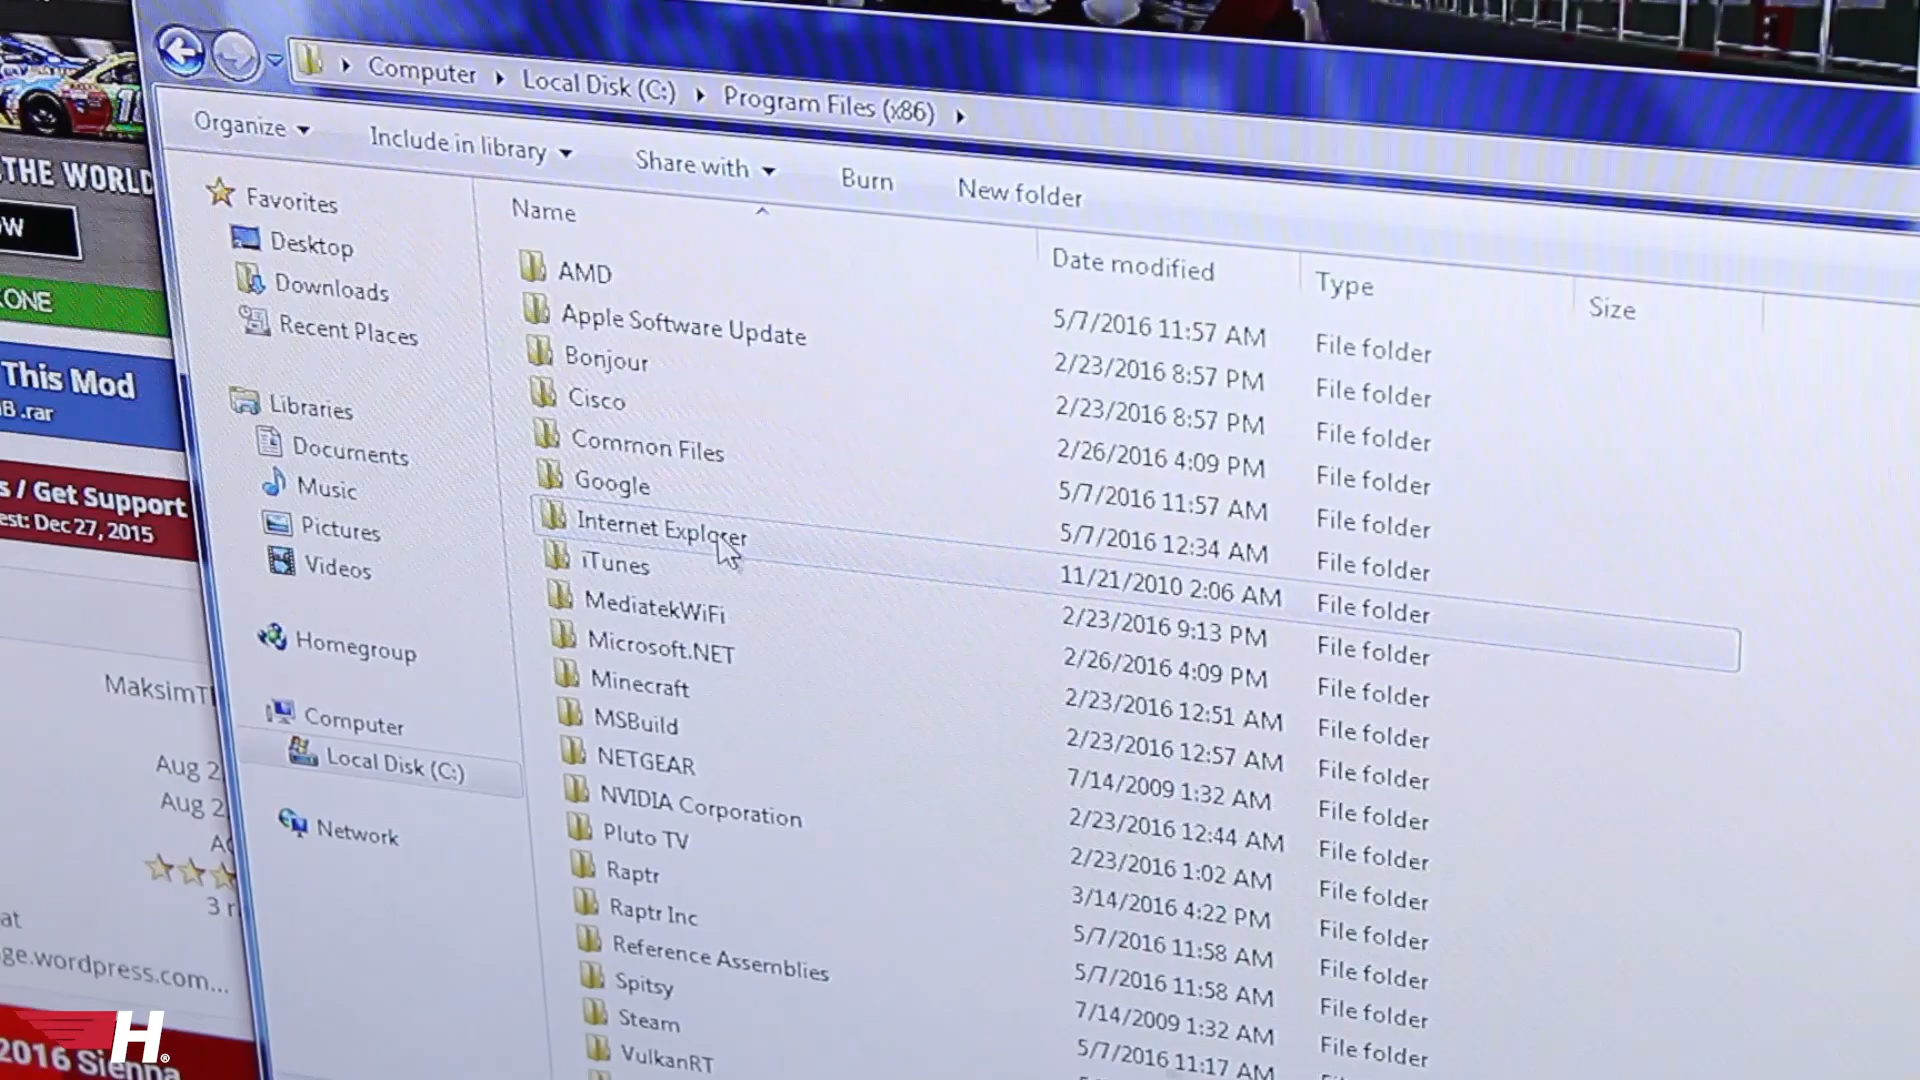 Computer Local Disk (C:) Program Files (x86)
Organize Include in library Share with Burn New folder
Name Date modified Type Size
Favorites
Desktop
Downloads
Recent Places
Libraries
Documents
Music
Pictures
Videos
Homegroup
Computer
Local Disk (C:)
Network
AMD 5/7/2016 11:57 AM File folder
Apple Software Update 2/23/2016 8:57 PM File folder
Bonjour 2/23/2016 8:57 PM File folder
Cisco 2/26/2016 4:09 PM File folder
Common Files 5/7/2016 11:57 AM File folder
Google 5/7/2016 12:34 AM File folder
Internet Explorer 11/21/2010 2:06 AM File folder
iTunes 2/23/2016 9:13 PM File folder
MediatekWiFi 2/26/2016 4:09 PM File folder
Microsoft.NET 2/23/2016 12:51 AM File folder
Minecraft 2/23/2016 12:57 AM File folder
MSBuild 7/14/2009 1:32 AM File folder
NETGEAR 2/23/2016 12:44 AM File folder
NVIDIA Corporation 2/23/2016 1:02 AM File folder
Pluto TV 3/14/2016 4:22 PM File folder
Raptr 5/7/2016 11:58 AM File folder
Raptr Inc 5/7/2016 11:58 AM File folder
Reference Assemblies 7/14/2009 1:32 AM File folder
Spitsy 5/7/2016 11:17 AM File folder
Steam
VulkanRT
THE WORLD
This Mod
.rar
/ Get Support
Dec 27, 2015
Aug
Aug
3
at
ge.wordpress.com...
2016 Sienna
H®